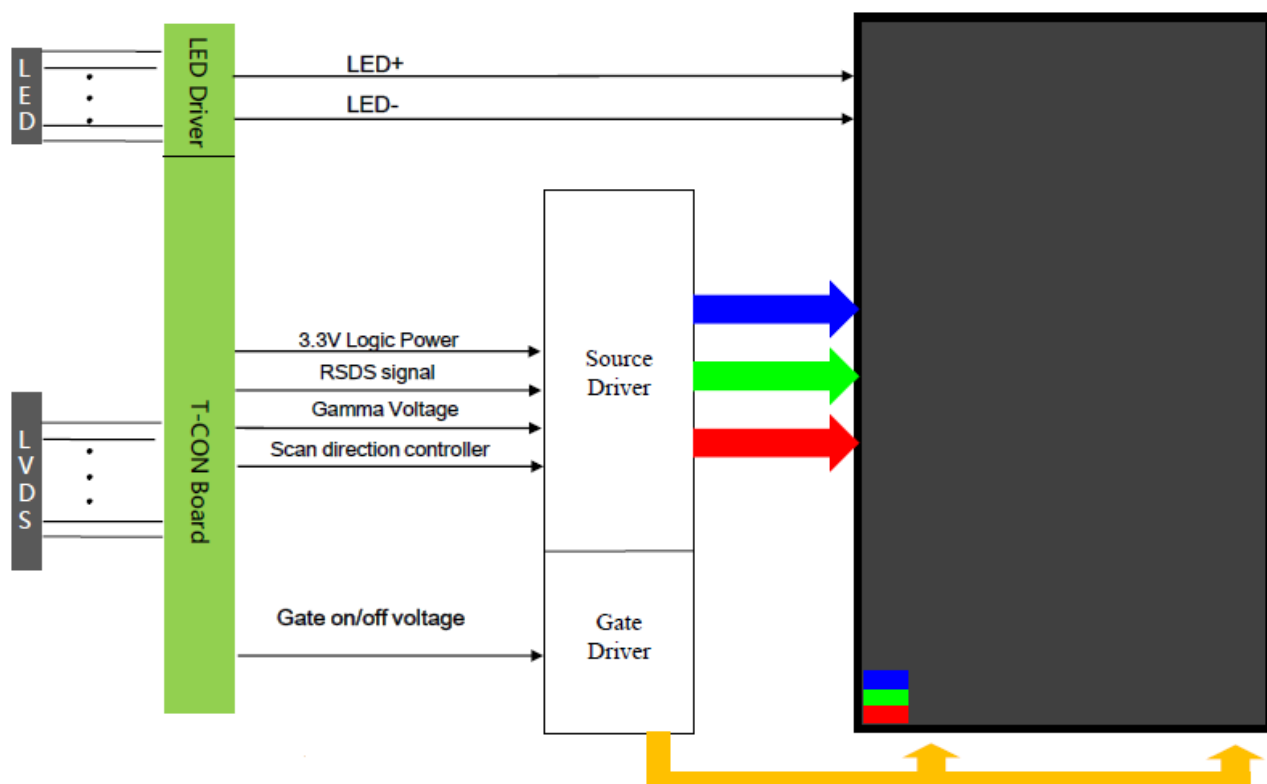 LED
LED Driver
LED+
LED-
LVDS
T-CON Board
3.3V Logic Power
RSDS signal
Gamma Voltage
Scan direction controller
Gate on/off voltage
Source
Driver
Gate
Driver